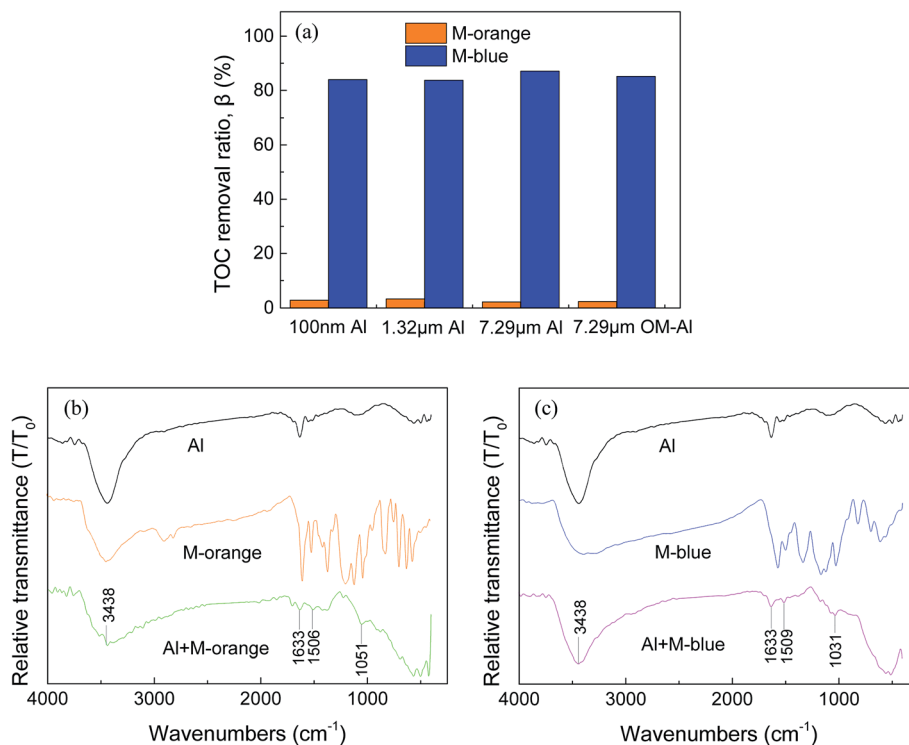 (a)
M-orange
M-blue
TOC removal ratio, β (%)
100
80
60
40
20
0
100nm Al
1.32μm Al
7.29μm Al
7.29μm OM-Al
(b)
Relative transmittance (T/T₀)
Al
M-orange
3438
Al+M-orange
1633
1506
1051
4000
3000
2000
1000
Wavenumbers (cm⁻¹)
(c)
Relative transmittance (T/T₀)
Al
M-blue
3438
Al+M-blue
1633
1509
1031
4000
3000
2000
1000
Wavenumbers (cm⁻¹)